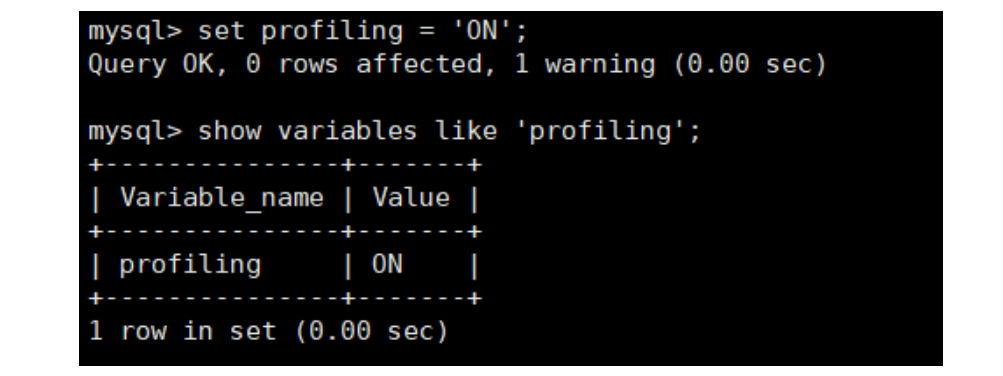 mysql> set profiling = 'ON';
Query OK, 0 rows affected, 1 warning (0.00 sec)
mysql> show variables like 'profiling';
+---------------+-------+
| Variable_name | Value |
+---------------+-------+
| profiling     | ON    |
+---------------+-------+
1 row in set (0.00 sec)